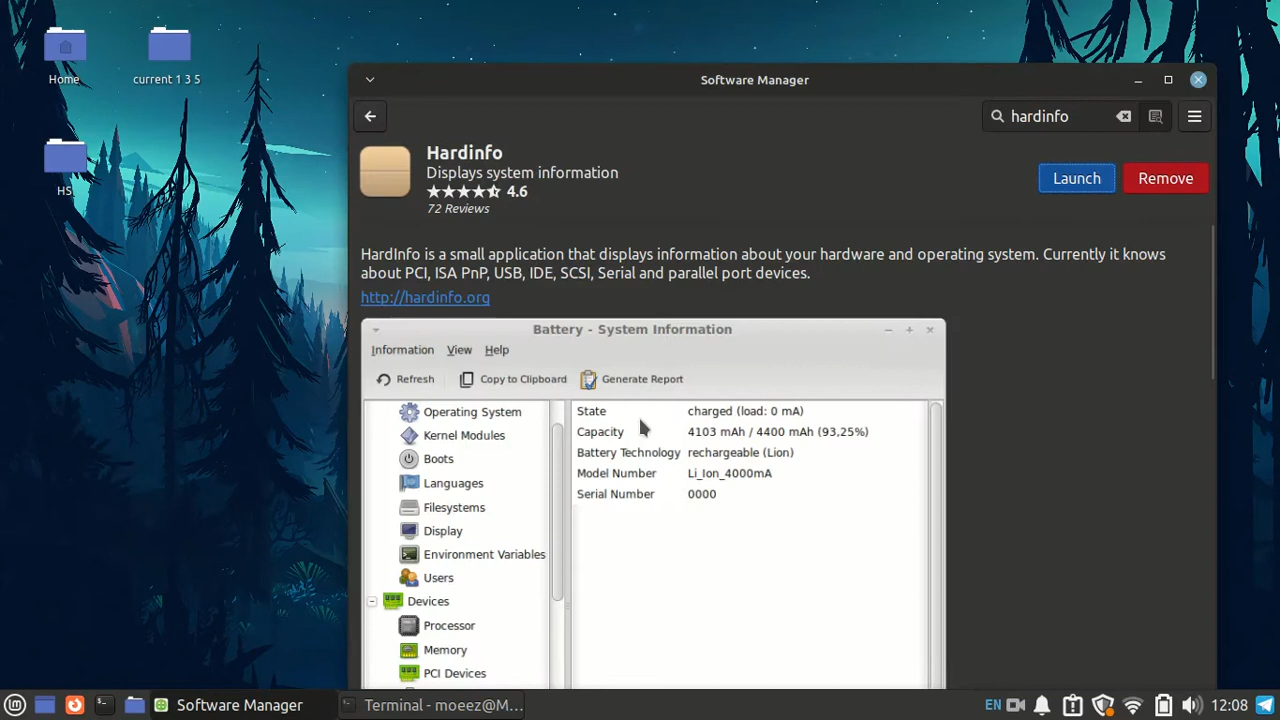 Home
current 1 3 5
HS
Software Manager
hardinfo
Hardinfo
Displays system information
4.6
72 Reviews
Launch
Remove
HardInfo is a small application that displays information about your hardware and operating system. Currently it knows
about PCI, ISA PnP, USB, IDE, SCSI, Serial and parallel port devices.
http://hardinfo.org
Battery - System Information
Information View Help
Refresh Copy to Clipboard Generate Report
Operating System
Kernel Modules
Boots
Languages
Filesystems
Display
Environment Variables
Users
Devices
Processor
Memory
PCI Devices
State charged (load: 0 mA)
Capacity 4103 mAh / 4400 mAh (93,25%)
Battery Technology rechargeable (Lion)
Model Number Li_Ion_4000mA
Serial Number 0000
Software Manager
Terminal - moeez@M...
EN
12:08